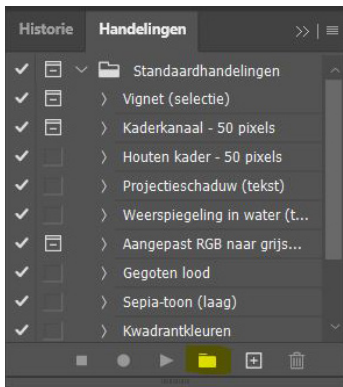 Historie Handelingen
Standaardhandelingen
Vignet (selectie)
Kaderkanaal - 50 pixels
Houten kader - 50 pixels
Projectieschaduw (tekst)
Weerspiegeling in water (t...
Aangepast RGB naar grijs...
Gegoten lood
Sepia-toon (laag)
Kwadrantkleuren